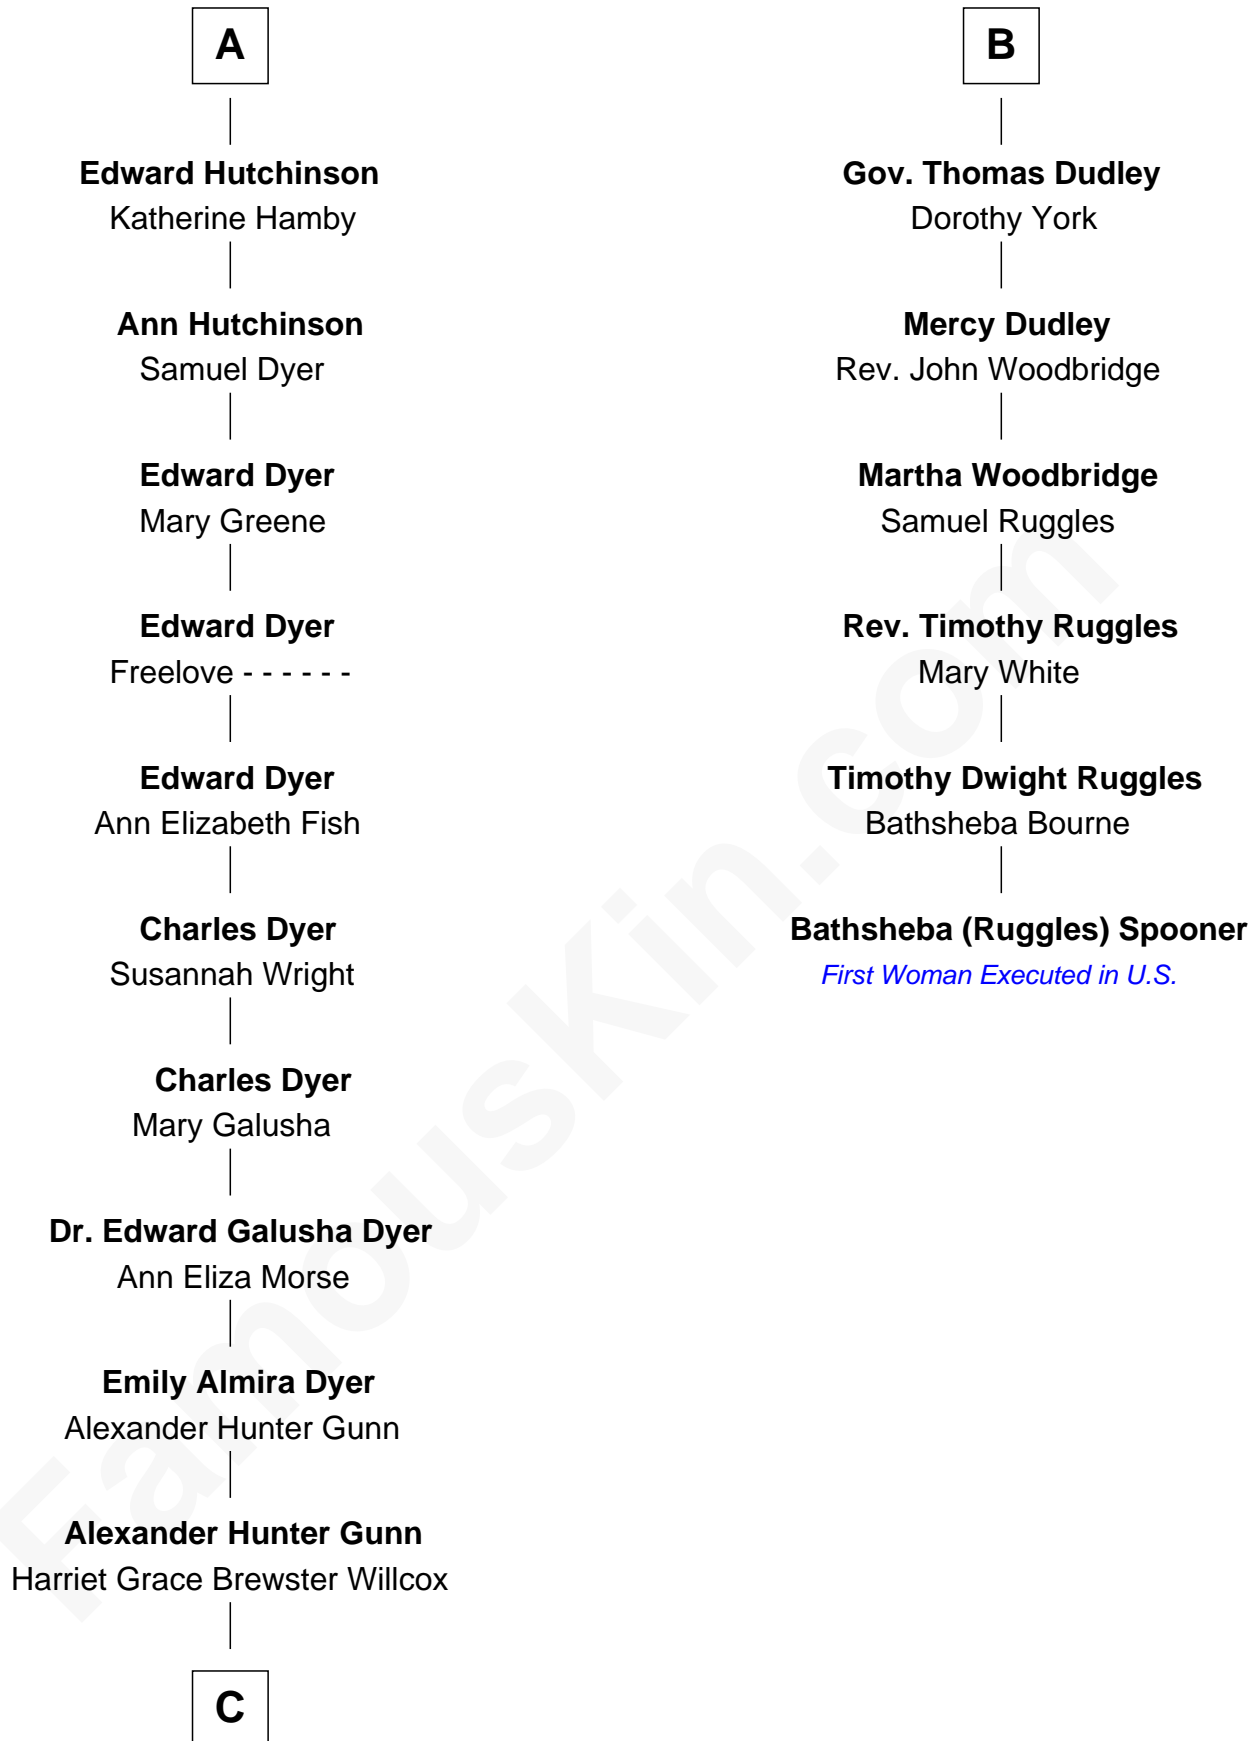 A
Edward Hutchinson
Katherine Hamby
Ann Hutchinson
Samuel Dyer
Edward Dyer
Mary Greene
Edward Dyer
Freelove - - - - - -
Edward Dyer
Ann Elizabeth Fish
Charles Dyer
Susannah Wright
Charles Dyer
Mary Galusha
Dr. Edward Galusha Dyer
Ann Eliza Morse
Emily Almira Dyer
Alexander Hunter Gunn
Alexander Hunter Gunn
Harriet Grace Brewster Willcox
C
B
Gov. Thomas Dudley
Dorothy York
Mercy Dudley
Rev. John Woodbridge
Martha Woodbridge
Samuel Ruggles
Rev. Timothy Ruggles
Mary White
Timothy Dwight Ruggles
Bathsheba Bourne
Bathsheba (Ruggles) Spooner
First Woman Executed in U.S.
FamousKin.com